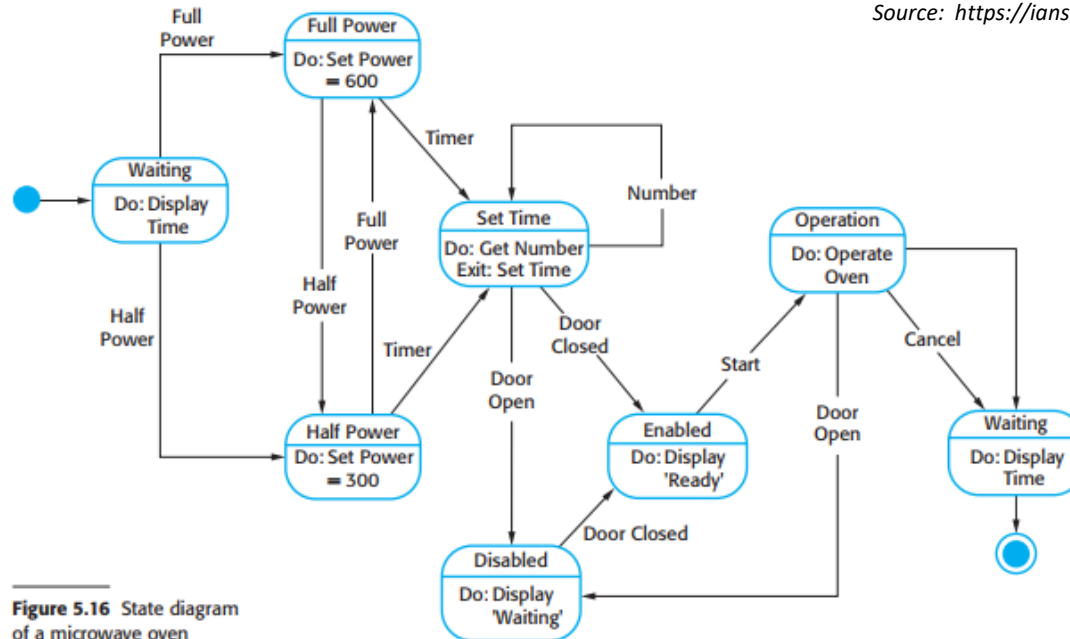 Source: https://ians
Full
Power
Full Power
Do: Set Power
= 600
Timer
Waiting
Do: Display
Time
Full
Power
Half
Power
Half
Power
Number
Set Time
Do: Get Number
Exit: Set Time
Operation
Do: Operate
Oven
Timer
Door
Closed
Door
Open
Start
Cancel
Door
Open
Half Power
Do: Set Power
= 300
Enabled
Do: Display
'Ready'
Waiting
Do: Display
Time
Door Closed
Disabled
Do: Display
'Waiting'
Figure 5.16 State diagram
of a microwave oven